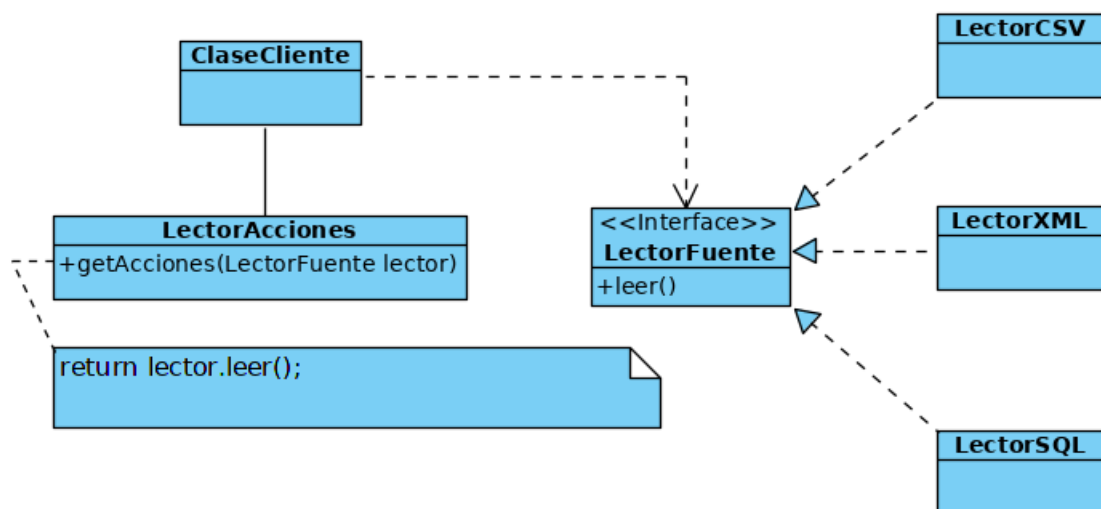 ClaseCliente
LectorAcciones
+getAcciones(LectorFuente lector)
return lector.leer();
<<Interface>>
LectorFuente
+leer()
LectorCSV
LectorXML
LectorSQL